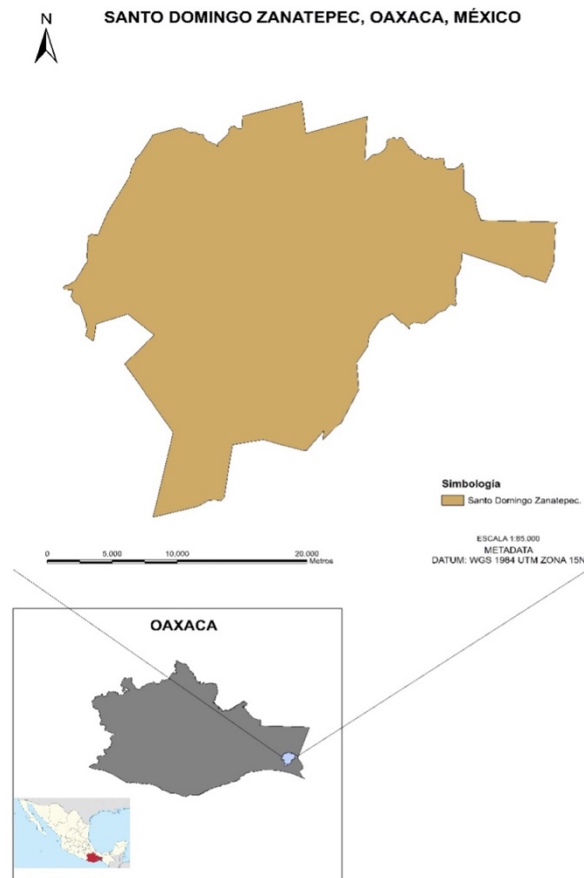 SANTO DOMINGO ZANATEPEC, OAXACA, MÉXICO
N
Simbología
Santo Domingo Zanatepec.
ESCALA 1:65,000
METADATA
DATUM: WGS 1984 UTM ZONA 15N
0 5,000 10,000 20,000
Metros
OAXACA